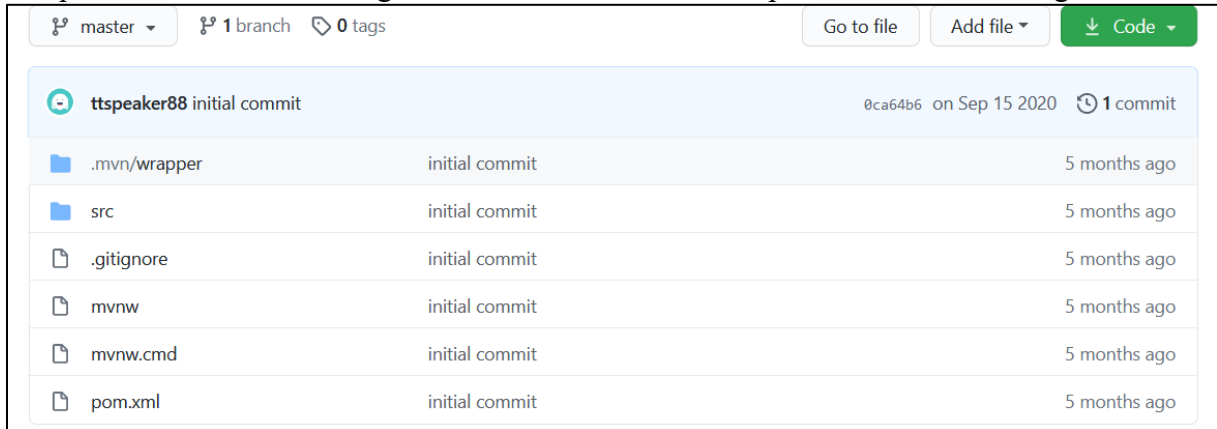 master 1 branch 0 tags Go to file Add file Code
ttspeaker88 initial commit 0ca64b6 on Sep 15 2020 1 commit
.mvn/wrapper initial commit 5 months ago
src initial commit 5 months ago
.gitignore initial commit 5 months ago
mvnw initial commit 5 months ago
mvnw.cmd initial commit 5 months ago
pom.xml initial commit 5 months ago